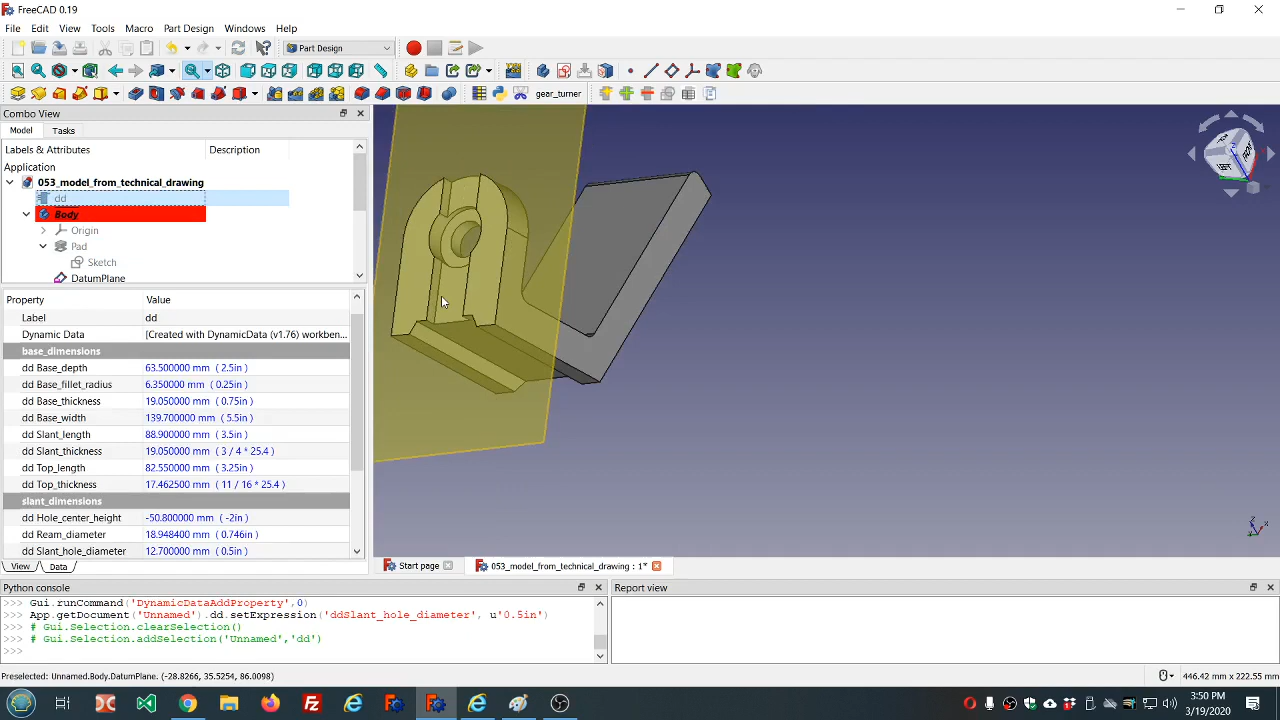 FreeCAD 0.19
File Edit View Tools Macro Part Design Windows Help
Part Design
gear_turner
Combo View
Model Tasks
Labels & Attributes Description
Application
053_model_from_technical_drawing
dd
Body
Origin
Pad
Sketch
DatumPlane
Property Value
Label dd
Dynamic Data [Created with DynamicData (v1.76) workben...
base_dimensions
dd Base_depth 63.500000 mm ( 2.5in )
dd Base_fillet_radius 6.350000 mm ( 0.25in )
dd Base_thickness 19.050000 mm ( 0.75in )
dd Base_width 139.700000 mm ( 5.5in )
dd Slant_length 88.900000 mm ( 3.5in )
dd Slant_thickness 19.050000 mm ( 3 / 4 * 25.4 )
dd Top_length 82.550000 mm ( 3.25in )
dd Top_thickness 17.462500 mm ( 11 / 16 * 25.4 )
slant_dimensions
dd Hole_center_height -50.800000 mm ( -2in )
dd Ream_diameter 18.948400 mm ( 0.746in )
dd Slant_hole_diameter 12.700000 mm ( 0.5in )
View Data
Start page 053_model_from_technical_drawing : 1*
Python console
>>> Gui.runCommand('DynamicDataAddProperty',0)
>>> App.getDocument('Unnamed').dd.setExpression('ddSlant_hole_diameter', u'0.5in')
>>> # Gui.Selection.clearSelection()
>>> # Gui.Selection.addSelection('Unnamed','dd')
>>>
Report view
Preselected: Unnamed.Body.DatumPlane. (-28.8266, 35.5254, 86.0098)
446.42 mm x 222.55 mm
3:50 PM
3/19/2020